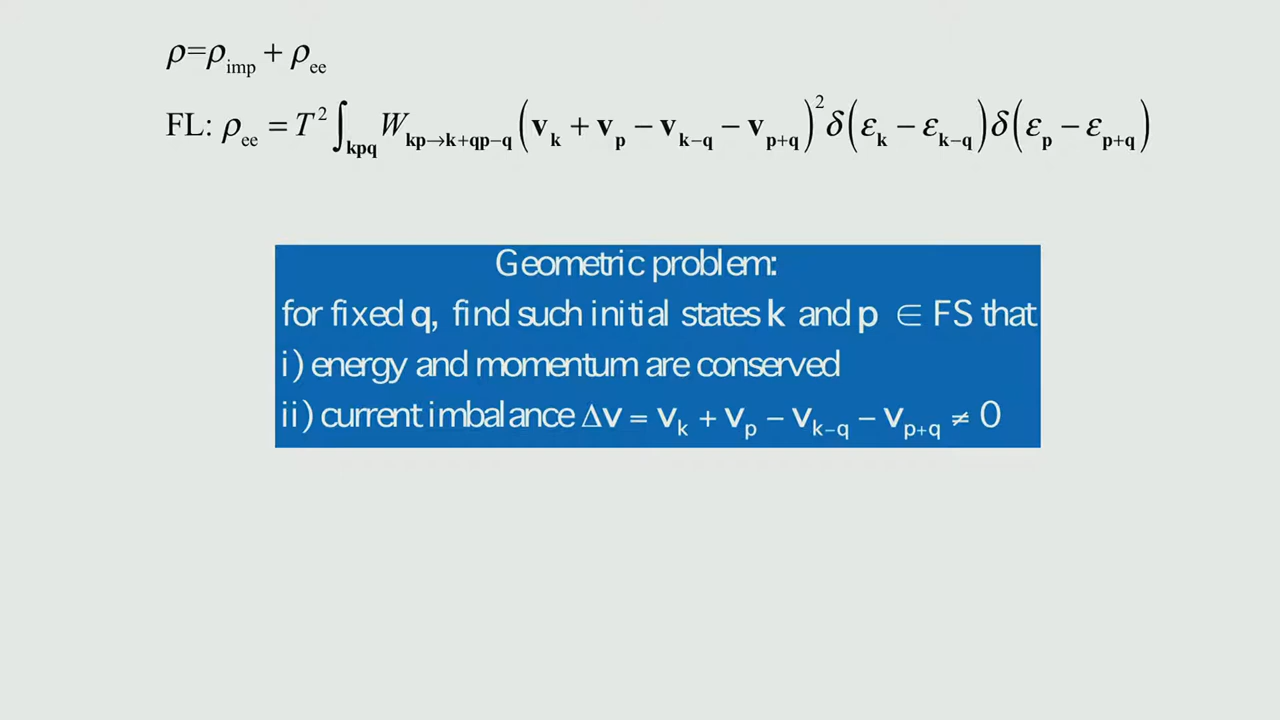 ρ=ρ_imp + ρ_ee
FL: ρ_ee = T² ∫_kpq W_kp→k+qp−q (v_k + v_p − v_k−q − v_p+q)² δ(ε_k − ε_k−q) δ(ε_p − ε_p+q)
Geometric problem:
for fixed q, find such initial states k and p ∈ FS that
i) energy and momentum are conserved
ii) current imbalance Δv = v_k + v_p − v_k−q − v_p+q ≠ 0